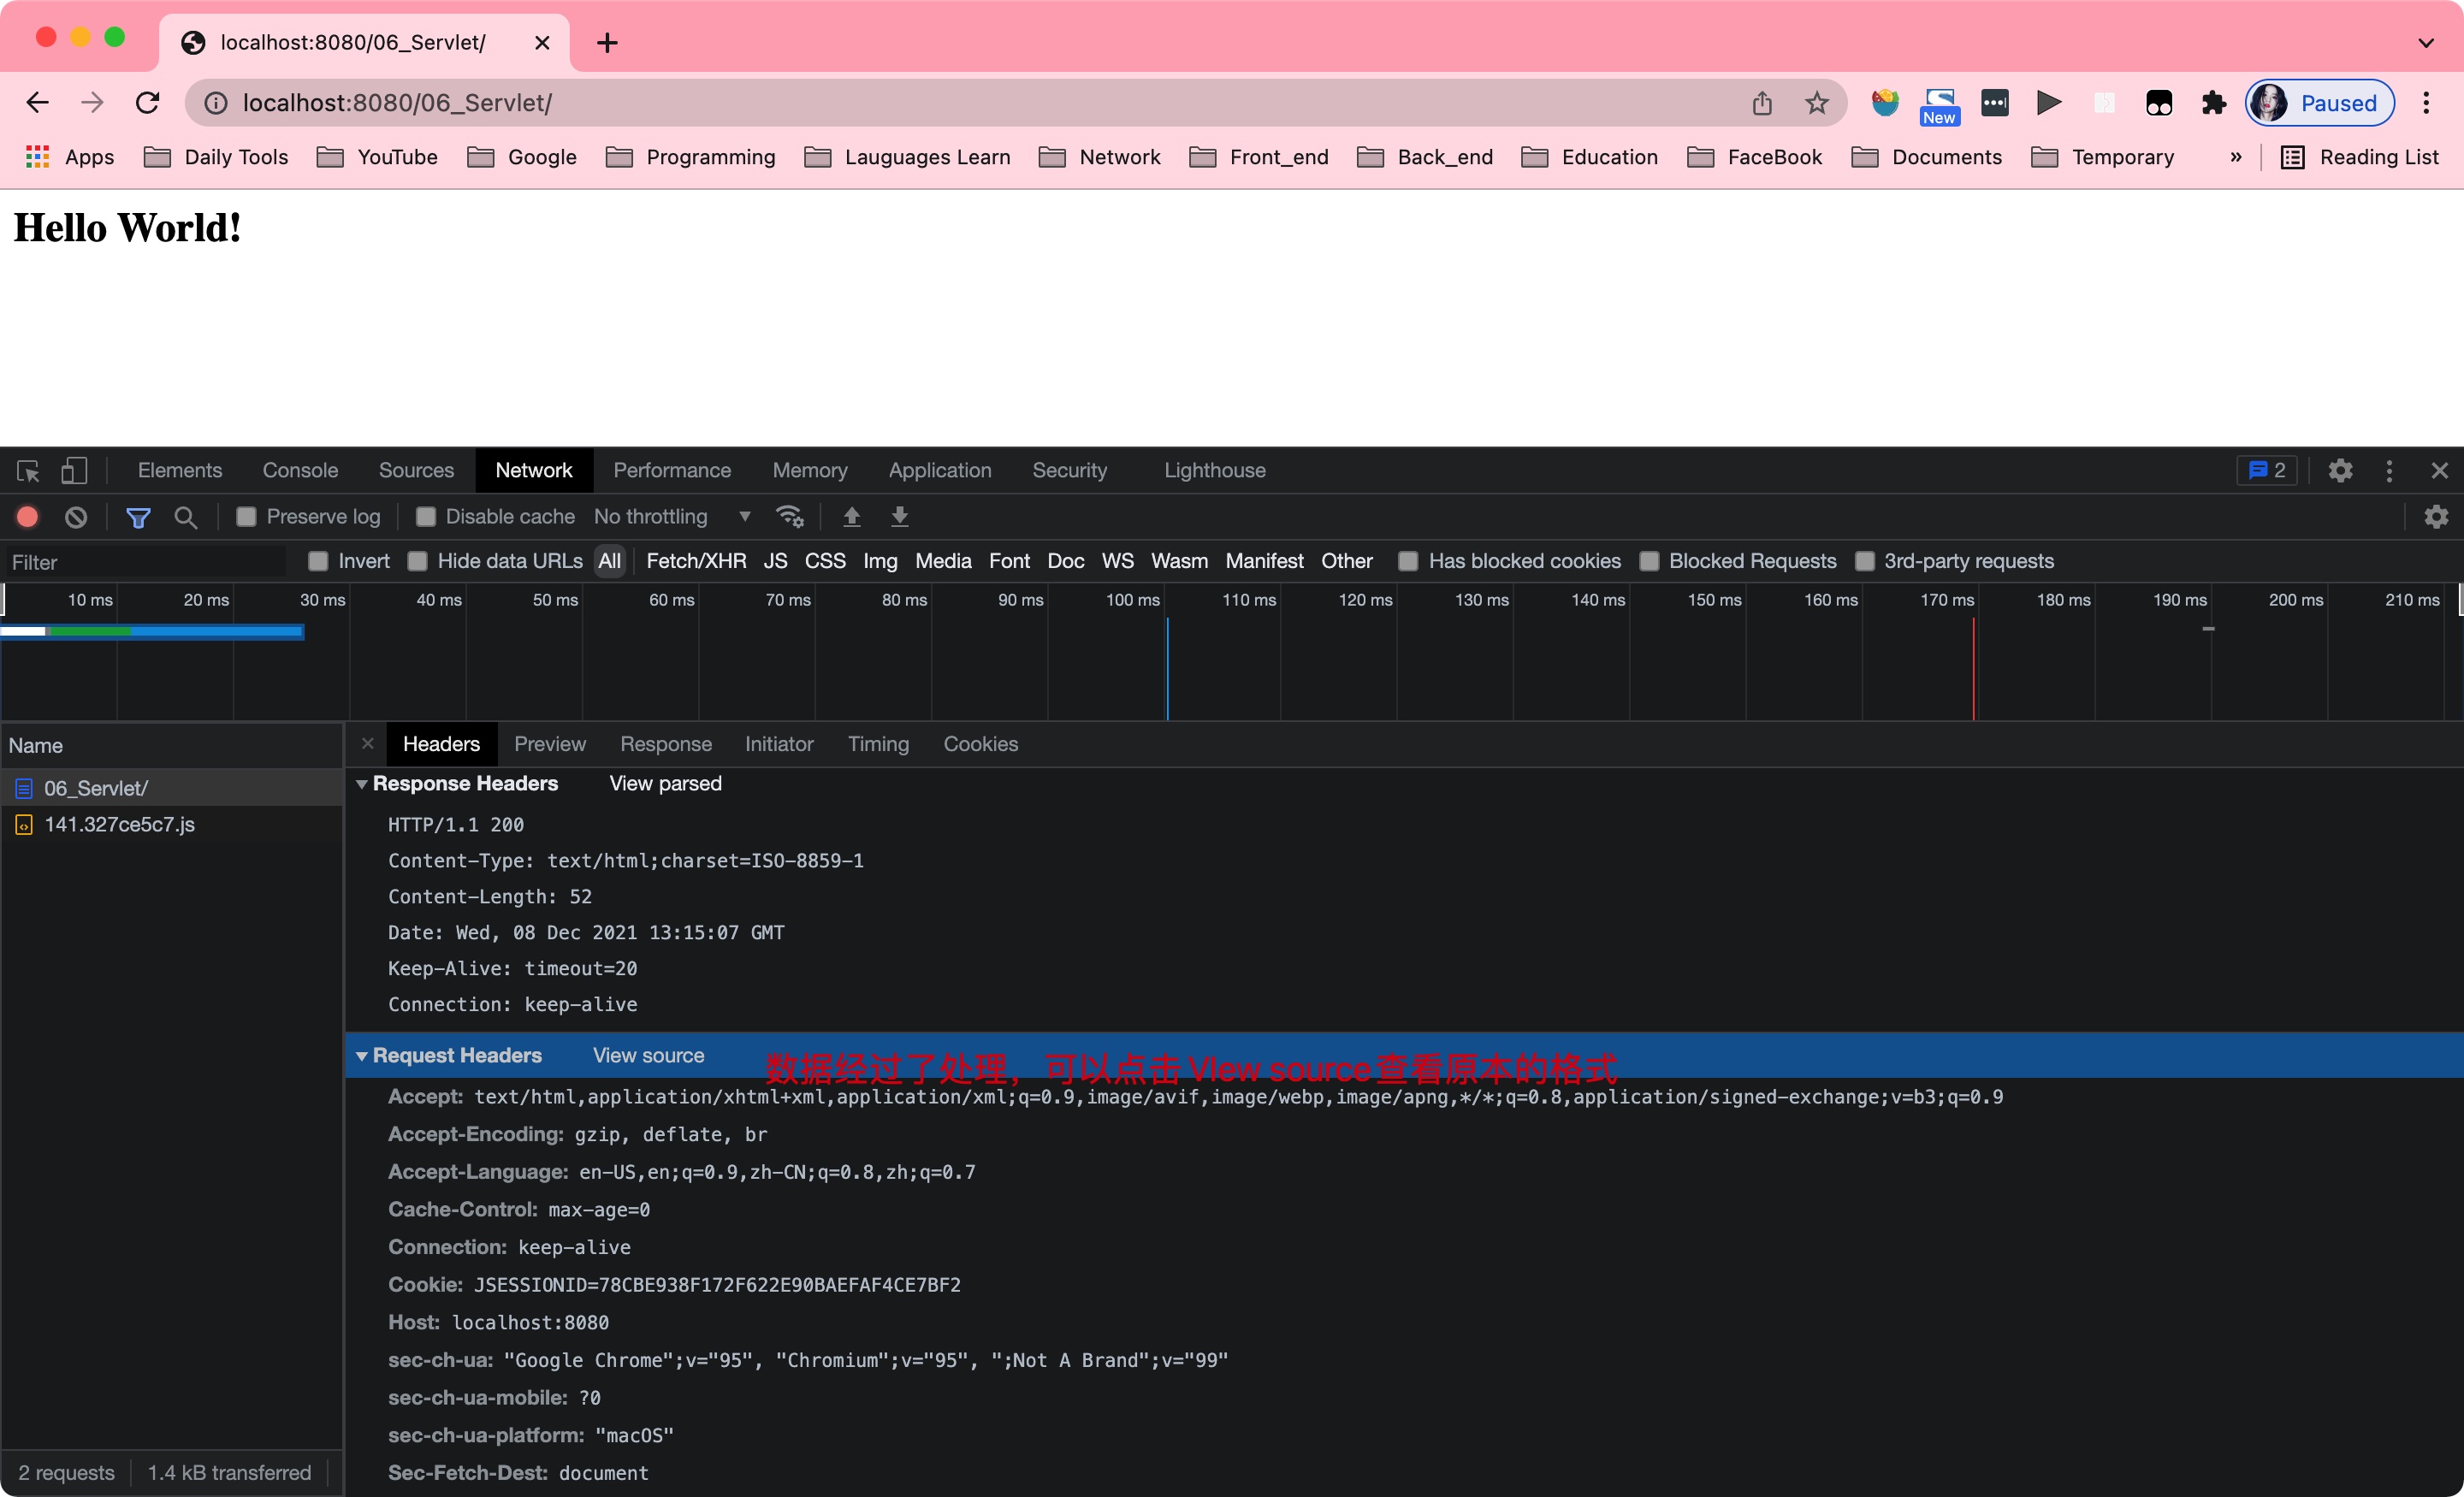 localhost:8080/06_Servlet/
localhost:8080/06_Servlet/
New
Paused
Apps Daily Tools YouTube Google Programming Lauguages Learn Network Front_end Back_end Education FaceBook Documents Temporary » Reading List
Hello World!
Elements Console Sources Network Performance Memory Application Security Lighthouse 2
Preserve log Disable cache No throttling
Filter Invert Hide data URLs All Fetch/XHR JS CSS Img Media Font Doc WS Wasm Manifest Other Has blocked cookies Blocked Requests 3rd-party requests
10 ms 20 ms 30 ms 40 ms 50 ms 60 ms 70 ms 80 ms 90 ms 100 ms 110 ms 120 ms 130 ms 140 ms 150 ms 160 ms 170 ms 180 ms 190 ms 200 ms 210 ms
Name
06_Servlet/
141.327ce5c7.js
2 requests 1.4 kB transferred
Headers Preview Response Initiator Timing Cookies
Response Headers View parsed
HTTP/1.1 200
Content-Type: text/html;charset=ISO-8859-1
Content-Length: 52
Date: Wed, 08 Dec 2021 13:15:07 GMT
Keep-Alive: timeout=20
Connection: keep-alive
Request Headers View source
数据经过了处理，可以点击VIew source查看原本的格式
Accept: text/html,application/xhtml+xml,application/xml;q=0.9,image/avif,image/webp,image/apng,*/*;q=0.8,application/signed-exchange;v=b3;q=0.9
Accept-Encoding: gzip, deflate, br
Accept-Language: en-US,en;q=0.9,zh-CN;q=0.8,zh;q=0.7
Cache-Control: max-age=0
Connection: keep-alive
Cookie: JSESSIONID=78CBE938F172F622E90BAEFAF4CE7BF2
Host: localhost:8080
sec-ch-ua: "Google Chrome";v="95", "Chromium";v="95", ";Not A Brand";v="99"
sec-ch-ua-mobile: ?0
sec-ch-ua-platform: "macOS"
Sec-Fetch-Dest: document